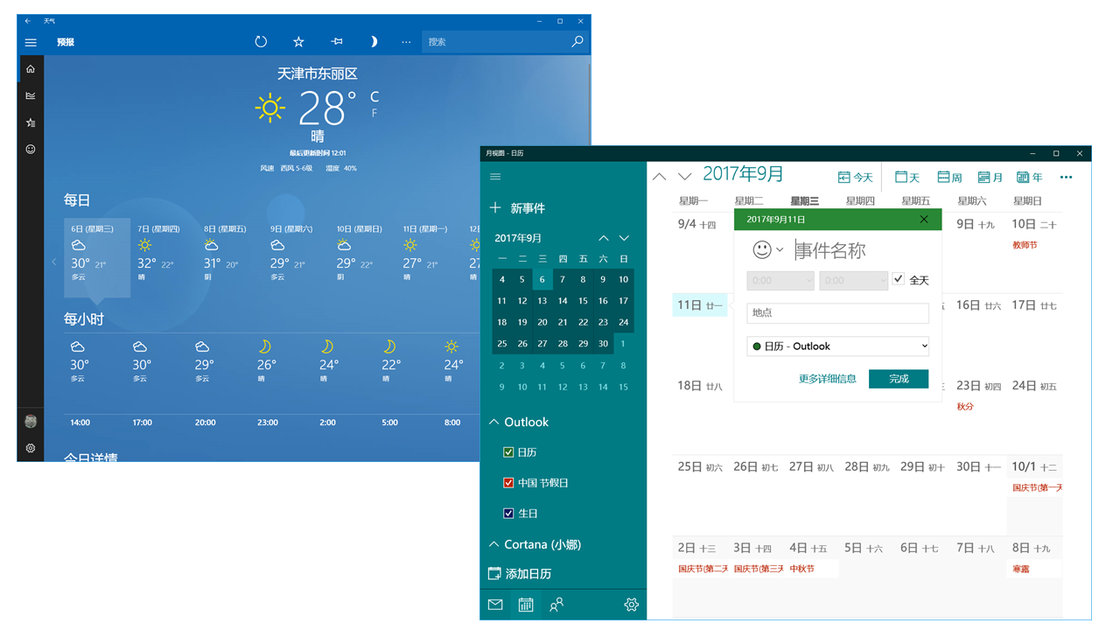 天气
预报
搜索
天津市东丽区
28° C
F
晴
最后更新时间 12:01
风速 西风 5-6级 湿度 40%
每日
6日 (星期三) 7日 (星期四) 8日 (星期五) 9日 (星期六) 10日 (星期日) 11日 (星期一) 12日
30° 21° 32° 22° 31° 20° 29° 21° 29° 22° 27° 21° 27
多云 晴 阴 多云 阴 晴 晴
每小时
30° 30° 29° 26° 24° 22° 24°
多云 多云 多云 晴 晴 晴 晴
14:00 17:00 20:00 23:00 2:00 5:00 8:00
今日详情
月视图 - 日历
新事件
2017年9月
一 二 三 四 五 六 日
4 5 6 7 8 9 10
11 12 13 14 15 16 17
18 19 20 21 22 23 24
25 26 27 28 29 30 1
2 3 4 5 6 7 8
9 10 11 12 13 14 15
Outlook
日历
中国 节假日
生日
Cortana (小娜)
添加日历
2017年9月 今天 天 周 月 年
星期一 星期二 星期三 星期四 星期五 星期六 星期日
9/4 十四 9日 十九 10日 二十
教师节
2017年9月11日
事件名称
0:00 0:00 全天
地点
日历 - Outlook
更多详细信息 完成
11日 廿一 16日 廿六 17日 廿七
18日 廿八 23日 初四 24日 初五
秋分
25日 初六 26日 初七 27日 初八 28日 初九 29日 初十 30日 十一 10/1 十二
国庆节(第一天
2日 十三 3日 十四 4日 十五 5日 十六 6日 十七 7日 十八 8日 十九
国庆节(第二天 国庆节(第三天 中秋节 寒露